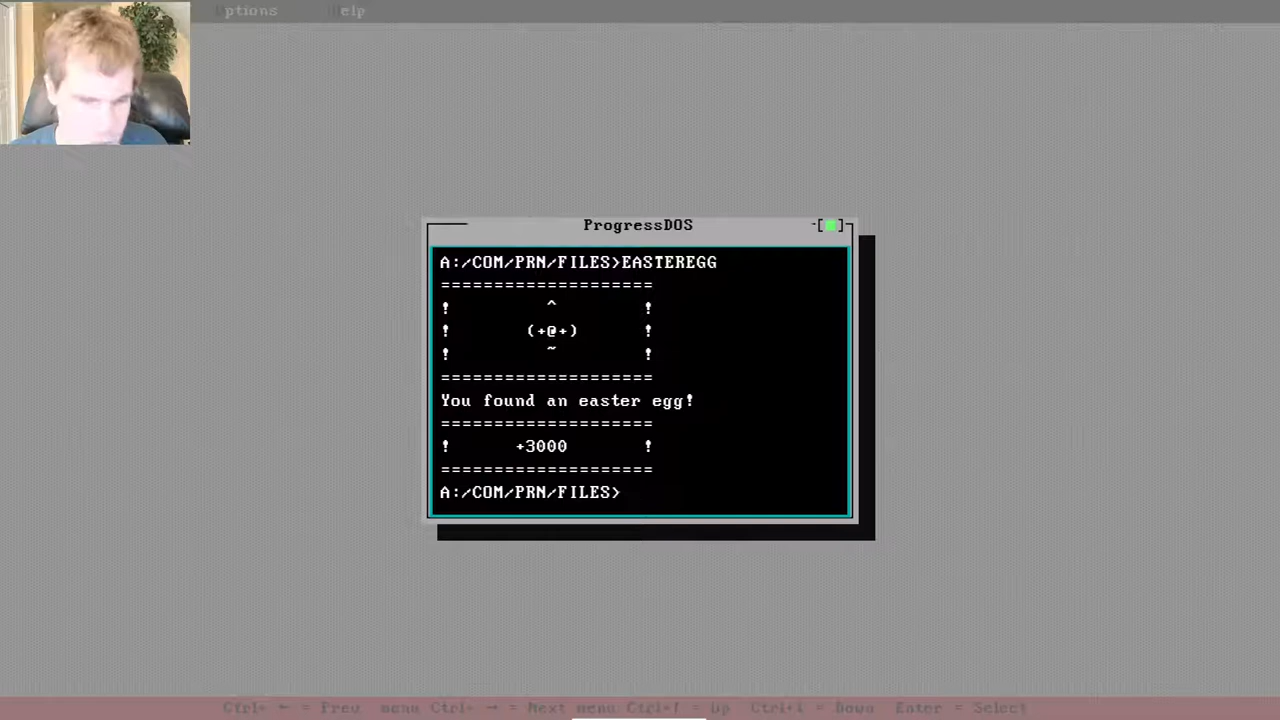 Options Help
ProgressDOS
A:/COM/PRN/FILES>EASTEREGG
====================
! ^ !
! (+@+) !
! ~ !
====================
You found an easter egg!
====================
! +3000 !
====================
A:/COM/PRN/FILES>
Ctrl+ ← = Prev menu Ctrl+ → = Next menu Ctrl+↑ = Up Ctrl+↓ = Down Enter = Select